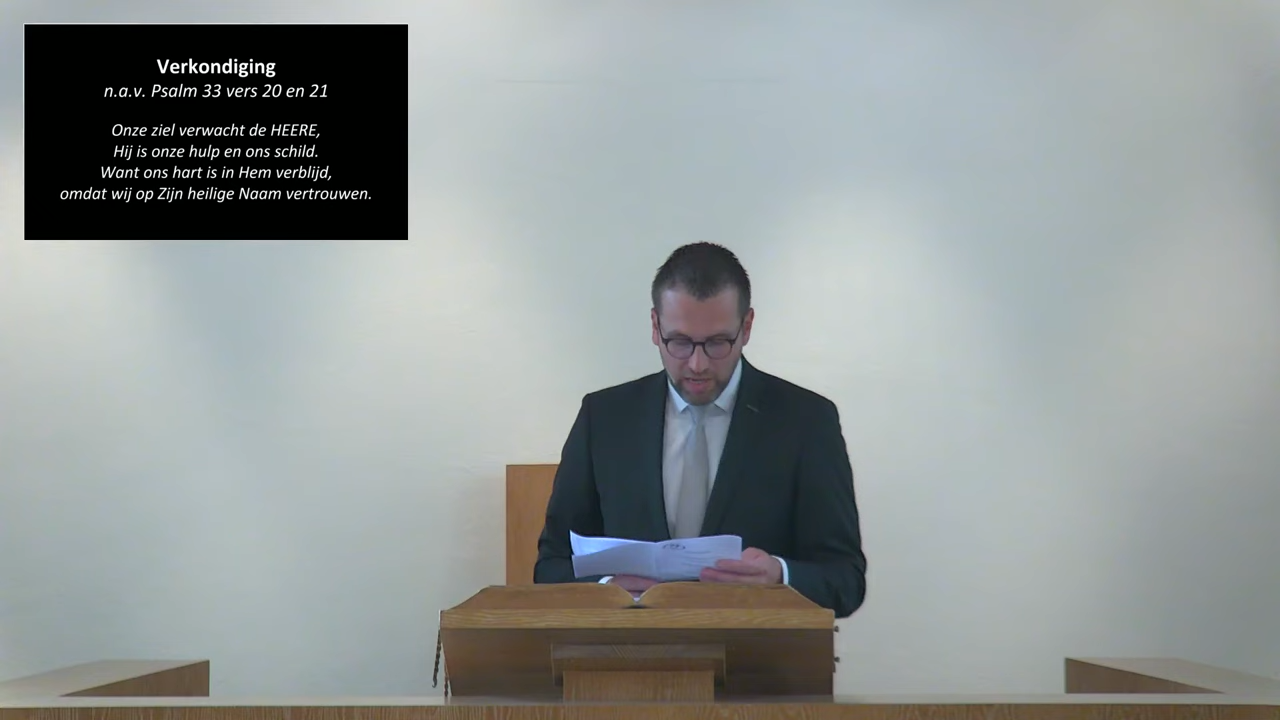 Verkondiging
n.a.v. Psalm 33 vers 20 en 21
Onze ziel verwacht de HEERE,
Hij is onze hulp en ons schild.
Want ons hart is in Hem verblijd,
omdat wij op Zijn heilige Naam vertrouwen.